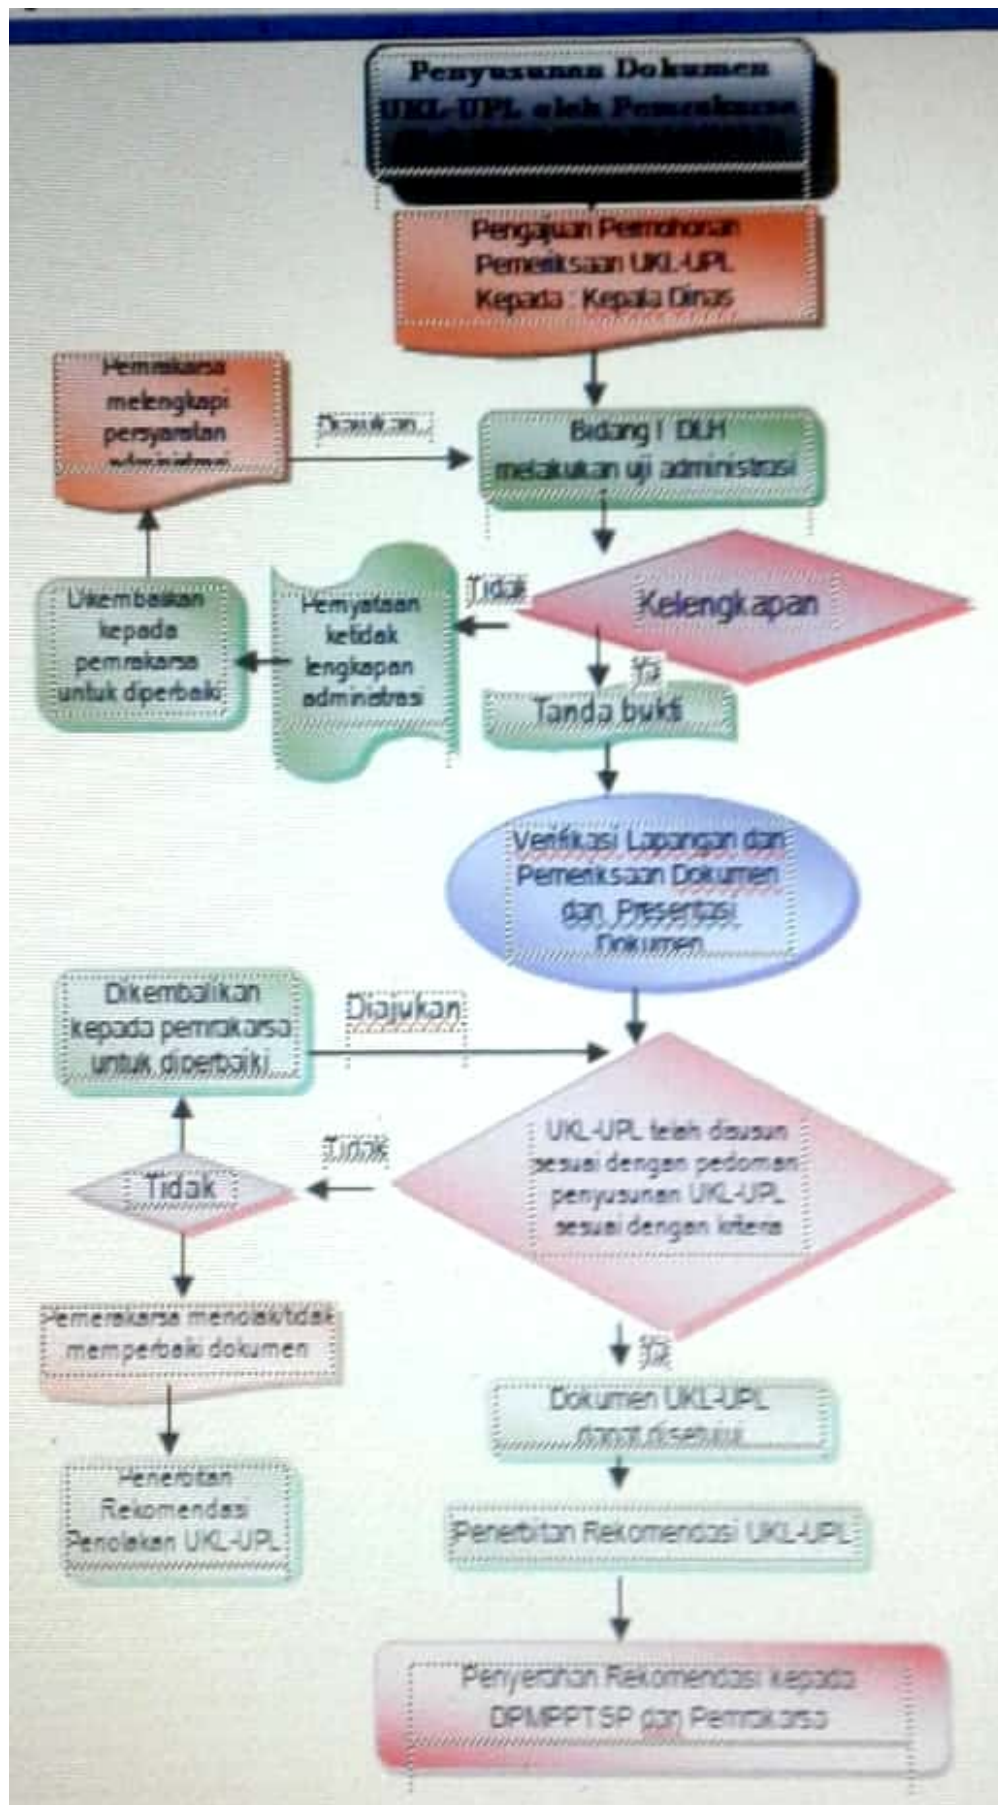 Penyusunan Dokumen
UKL-UPL oleh Pemrakarsa
Pengajuan Permohonan
Pemeriksaan UKL-UPL
Kepada : Kepala Dinas
Pemrakarsa
melengkapi
persyaratan
administrasi
Diajukan
Bidang I DLH
melakukan uji administrasi
Dikembalikan
kepada
pemrakarsa
untuk diperbaiki
Pernyataan
ketidak
lengkapan
administrasi
Tidak
Kelengkapan
Ya
Tanda bukti
Verifikasi Lapangan dan
Pemeriksaan Dokumen
dan Presentasi
Dokumen
Dikembalikan
kepada pemrakarsa
untuk diperbaiki
Diajukan
UKL-UPL telah disusun
sesuai dengan pedoman
penyusunan UKL-UPL
sesuai dengan kriteria
Tidak
Tidak
Pemerakarsa menolak/tidak
memperbaiki dokumen
Ya
Dokumen UKL-UPL
dapat disetujui
Penerbitan
Rekomendasi
Penolakan UKL-UPL
Penerbitan Rekomendasi UKL-UPL
Penyerahan Rekomendasi kepada
DPMPPTSP dan Pemrakarsa